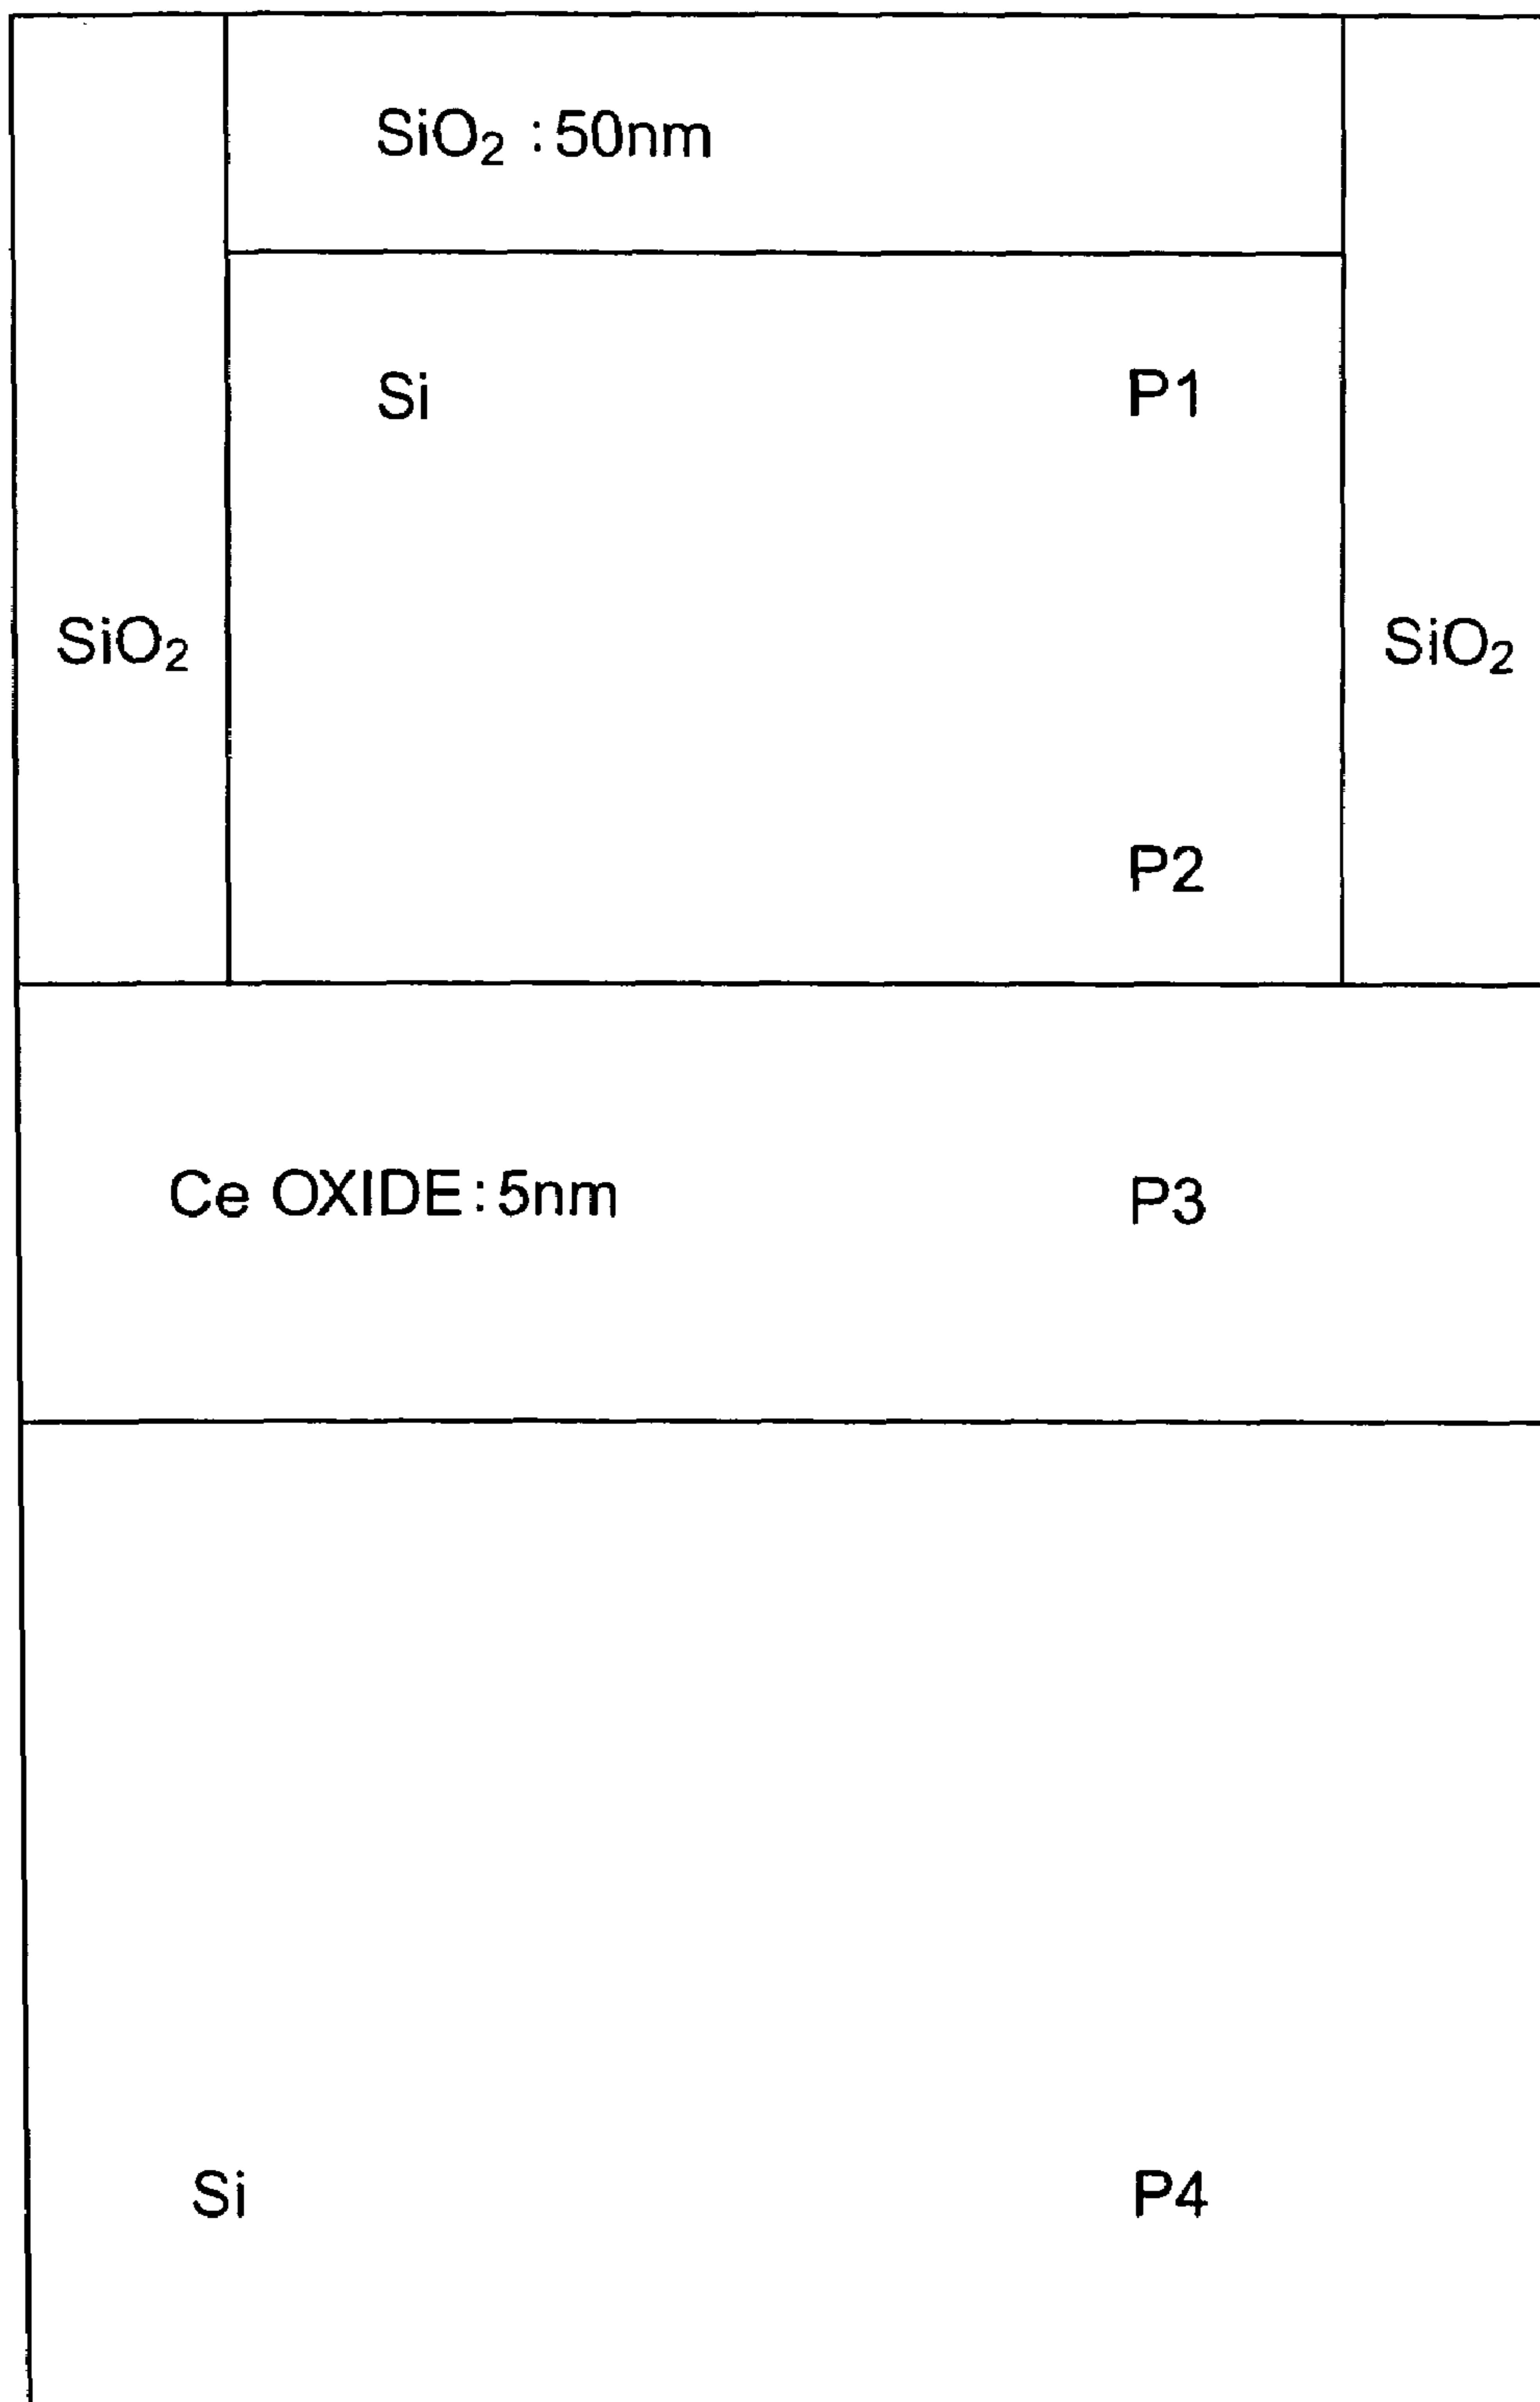 SiO₂ : 50nm
Si P1
SiO₂ SiO₂
P2
Ce OXIDE : 5nm P3
Si P4